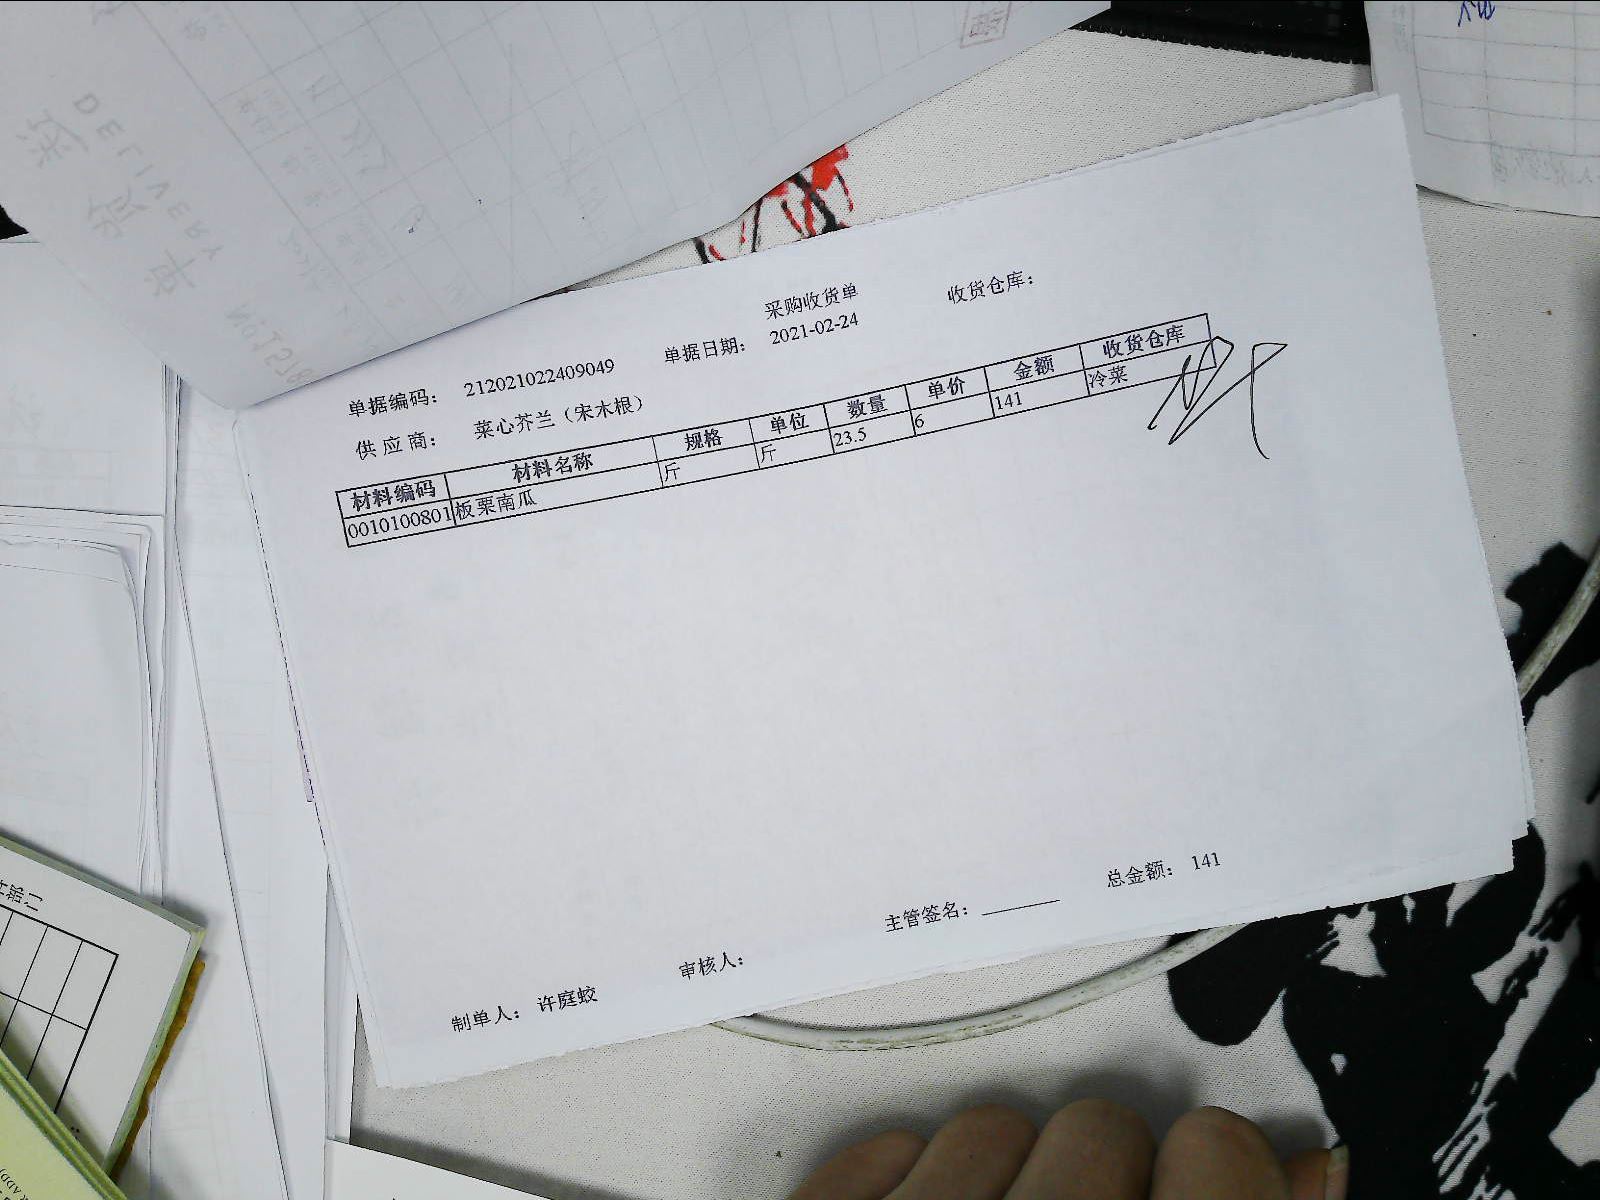 采购收货单
收货仓库：
单据编码： 212021022409049 单据日期： 2021-02-24
供 应 商： 菜心芥兰（宋木根）
材料编码 材料名称 规格 单位 数量 单价 金额 收货仓库
0010100801 板栗南瓜 斤 斤 23.5 6 141 冷菜
总金额： 141
主管签名：
审核人：
制单人： 许庭蛟
DELIVERY